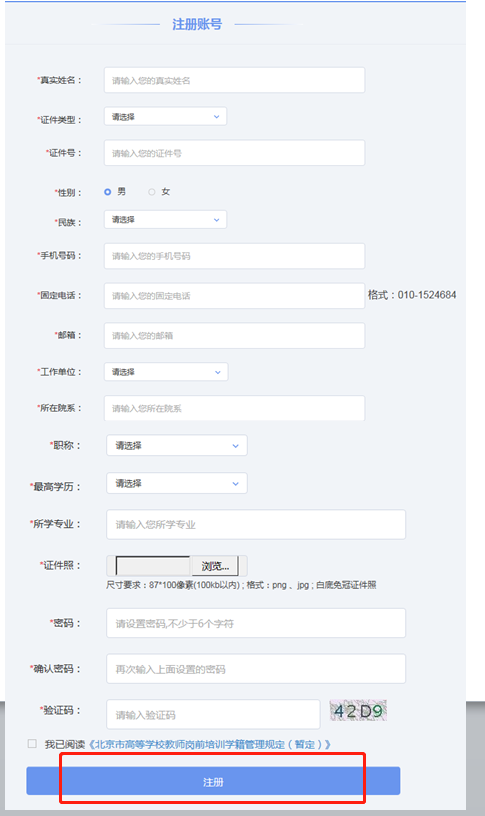 注册账号
*真实姓名： 请输入您的真实姓名
*证件类型： 请选择
*证件号： 请输入您的证件号
*性别： 男 女
*民族： 请选择
*手机号码： 请输入您的手机号码
*固定电话： 请输入您的固定电话 格式：010-1524684
*邮箱： 请输入您的邮箱
*工作单位： 请选择
*所在院系： 请输入您所在院系
*职称： 请选择
*最高学历： 请选择
*所学专业： 请输入您所学专业
*证件照： 浏览...
尺寸要求：87*100像素(100kb以内) ; 格式：png 、jpg ; 白底免冠证件照
*密码： 请设置密码,不少于6个字符
*确认密码： 再次输入上面设置的密码
*验证码： 请输入验证码 42D9
我已阅读《北京市高等学校教师岗前培训学籍管理规定（暂定）》
注册